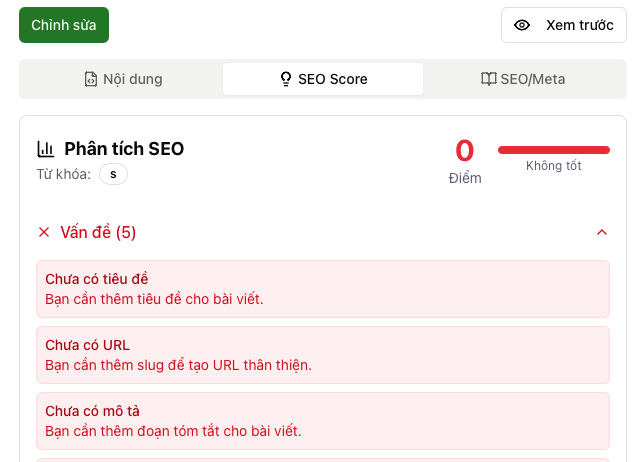 Chỉnh sửa
Xem trước
Nội dung
SEO Score
SEO/Meta
Phân tích SEO
Từ khóa: s
0
Điểm
Không tốt
Vấn đề (5)
Chưa có tiêu đề
Bạn cần thêm tiêu đề cho bài viết.
Chưa có URL
Bạn cần thêm slug để tạo URL thân thiện.
Chưa có mô tả
Bạn cần thêm đoạn tóm tắt cho bài viết.